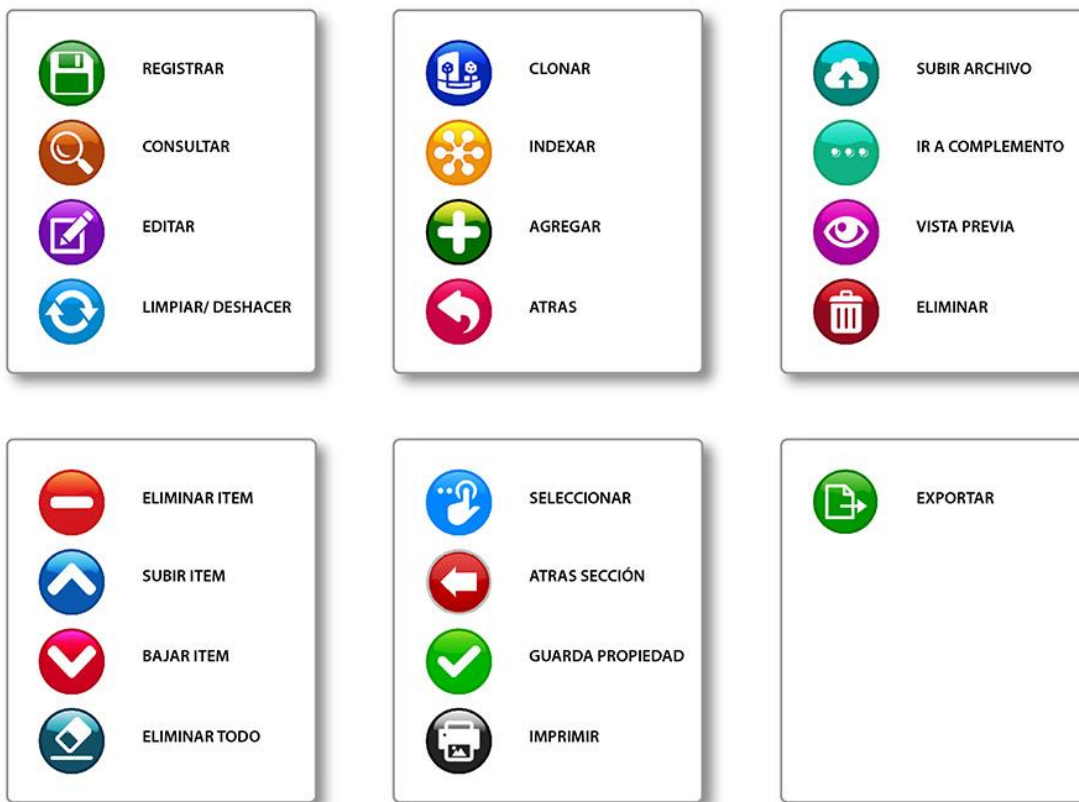 REGISTRAR
CONSULTAR
EDITAR
LIMPIAR/ DESHACER
CLONAR
INDEXAR
AGREGAR
ATRAS
SUBIR ARCHIVO
IR A COMPLEMENTO
VISTA PREVIA
ELIMINAR
ELIMINAR ITEM
SUBIR ITEM
BAJAR ITEM
ELIMINAR TODO
SELECCIONAR
ATRAS SECCIÓN
GUARDA PROPIEDAD
IMPRIMIR
EXPORTAR